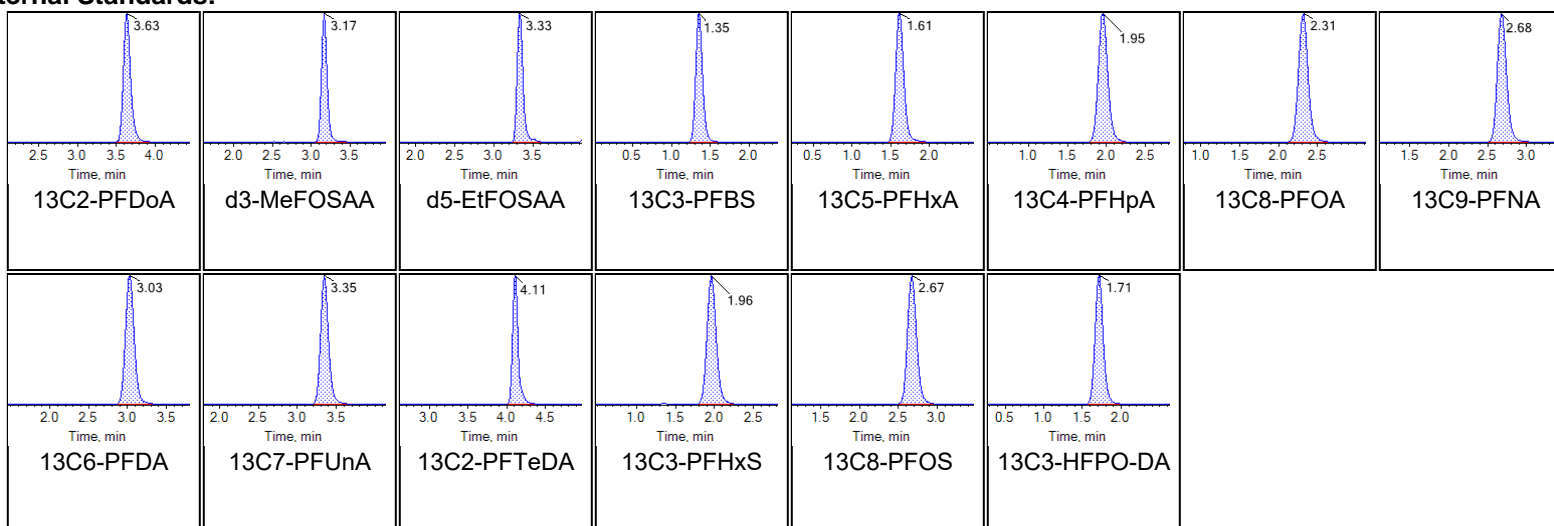 ternal Standards:
3.63 3.17 3.33 1.35 1.61 1.95 2.31 2.68
2.5 3.0 3.5 4.0 2.0 2.5 3.0 3.5 2.0 2.5 3.0 3.5 0.5 1.0 1.5 2.0 0.5 1.0 1.5 2.0 1.0 1.5 2.0 2.5 1.0 1.5 2.0 2.5 1.5 2.0 2.5 3.0
Time, min Time, min Time, min Time, min Time, min Time, min Time, min Time, min
13C2-PFDoA d3-MeFOSAA d5-EtFOSAA 13C3-PFBS 13C5-PFHxA 13C4-PFHpA 13C8-PFOA 13C9-PFNA
3.03 3.35 4.11 1.96 2.67 1.71
2.0 2.5 3.0 3.5 2.0 2.5 3.0 3.5 3.0 3.5 4.0 4.5 1.0 1.5 2.0 2.5 1.5 2.0 2.5 3.0 0.5 1.0 1.5 2.0
Time, min Time, min Time, min Time, min Time, min Time, min
13C6-PFDA 13C7-PFUnA 13C2-PFTeDA 13C3-PFHxS 13C8-PFOS 13C3-HFPO-DA